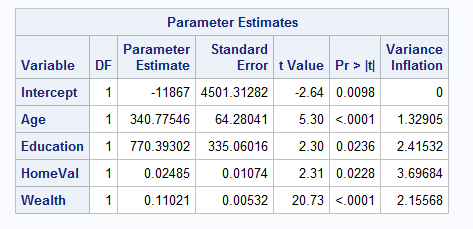 Parameter Estimates
Variable DF Parameter Estimate Standard Error t Value Pr > |t| Variance Inflation
Intercept 1 -11867 4501.31282 -2.64 0.0098 0
Age 1 340.77546 64.28041 5.30 <.0001 1.32905
Education 1 770.39302 335.06016 2.30 0.0236 2.41532
HomeVal 1 0.02485 0.01074 2.31 0.0228 3.69684
Wealth 1 0.11021 0.00532 20.73 <.0001 2.15568